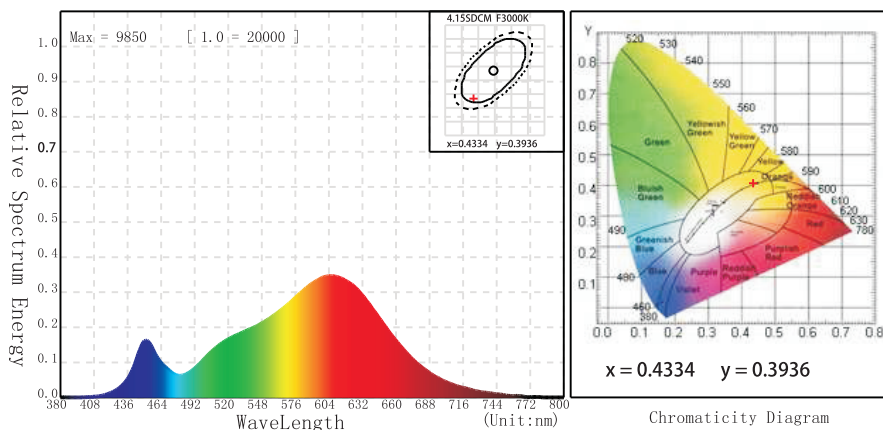 4.15SDCM F3000K
x=0.4334 y=0.3936
Max = 9850 [ 1.0 = 20000 ]
Relative Spectrum Energy
1.0
0.9
0.8
0.7
0.6
0.5
0.4
0.3
0.2
0.1
0.0
380 408 436 464 492 520 548 576 604 632 660 688 716 744 772 800
WaveLength
(Unit:nm)
Y
0.8
0.7
0.6
0.5
0.4
0.3
0.2
0.1
0.0 0.1 0.2 0.3 0.4 0.5 0.6 0.7 0.8
520
530
540
550
560
570
580
590
600
610
620
630
780
490
480
460
380
Green
Yellowish Green
Yellow Green
Yellow
Orange
Reddish Orange
Red
Bluish Green
Greenish Blue
Blue
Violet
Purple
Reddish Purple
Purplish Red
x = 0.4334 y = 0.3936
Chromaticity Diagram